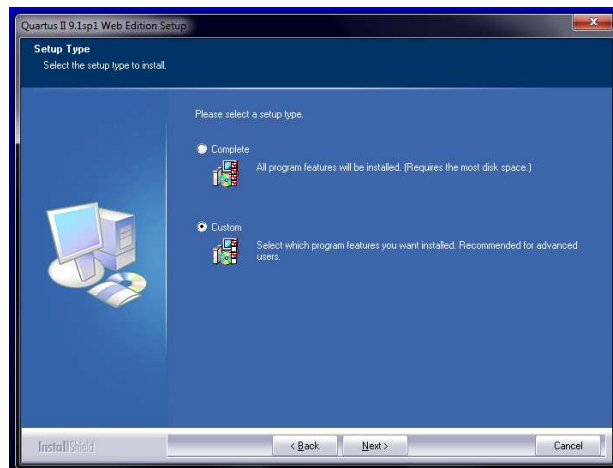 Quartus II 9.1sp1 Web Edition Setup
Setup Type
Select the setup type to install.
Please select a setup type.
Complete
All program features will be installed. (Requires the most disk space.)
Custom
Select which program features you want installed. Recommended for advanced
users.
InstallShield
< Back
Next >
Cancel